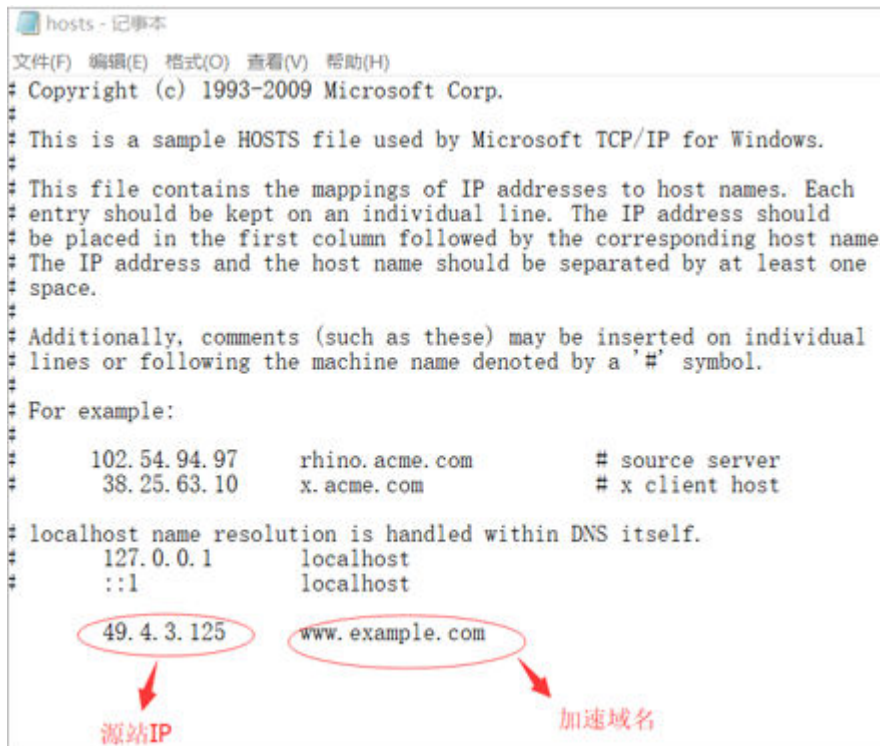 hosts - 记事本
文件(F) 编辑(E) 格式(O) 查看(V) 帮助(H)
# Copyright (c) 1993-2009 Microsoft Corp.
#
# This is a sample HOSTS file used by Microsoft TCP/IP for Windows.
#
# This file contains the mappings of IP addresses to host names. Each
# entry should be kept on an individual line. The IP address should
# be placed in the first column followed by the corresponding host name
# The IP address and the host name should be separated by at least one
# space.
#
# Additionally, comments (such as these) may be inserted on individual
# lines or following the machine name denoted by a '#' symbol.
#
# For example:
#
# 102.54.94.97 rhino.acme.com # source server
# 38.25.63.10 x.acme.com # x client host
# localhost name resolution is handled within DNS itself.
# 127.0.0.1 localhost
# ::1 localhost
49.4.3.125 www.example.com
源站IP 加速域名